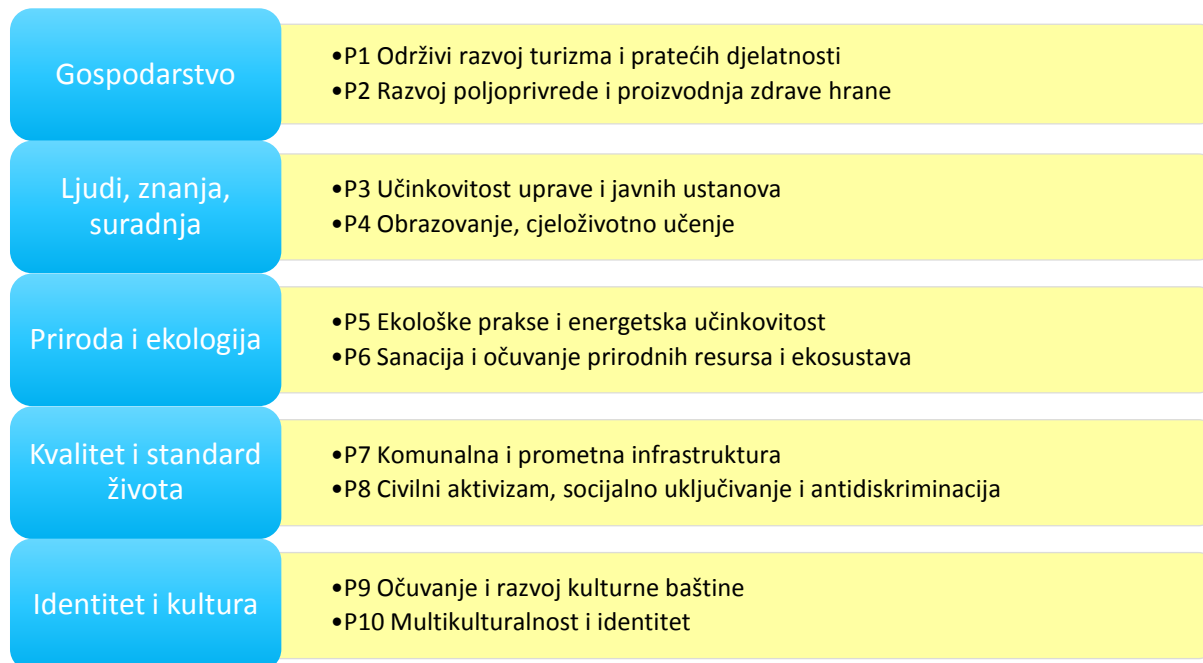 Gospodarstvo
•P1 Održivi razvoj turizma i pratećih djelatnosti
•P2 Razvoj poljoprivrede i proizvodnja zdrave hrane
Ljudi, znanja,
suradnja
•P3 Učinkovitost uprave i javnih ustanova
•P4 Obrazovanje, cjeloživotno učenje
Priroda i ekologija
•P5 Ekološke prakse i energetska učinkovitost
•P6 Sanacija i očuvanje prirodnih resursa i ekosustava
Kvalitet i standard
života
•P7 Komunalna i prometna infrastruktura
•P8 Civilni aktivizam, socijalno uključivanje i antidiskriminacija
Identitet i kultura
•P9 Očuvanje i razvoj kulturne baštine
•P10 Multikulturalnost i identitet